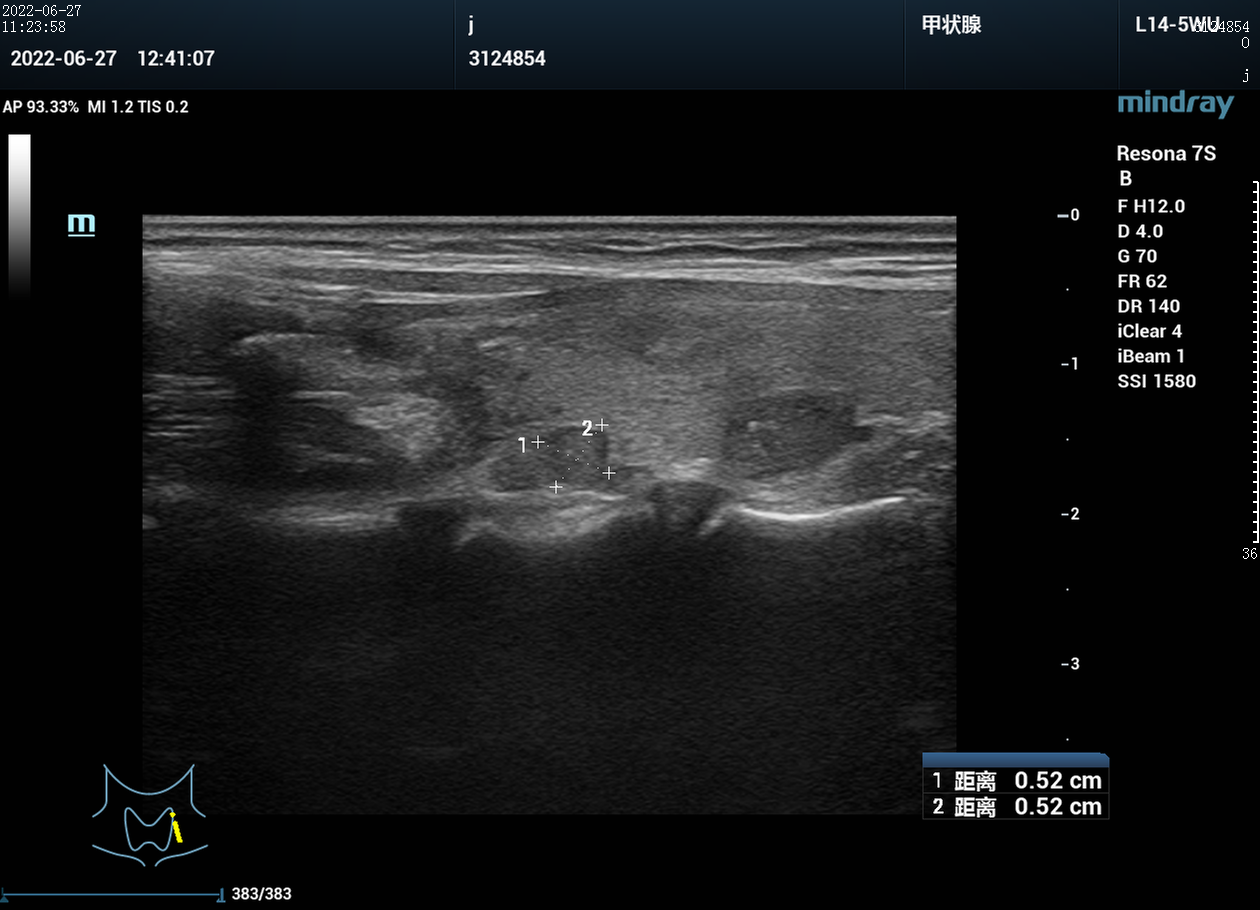 2022-06-27
11:23:58
2022-06-27 12:41:07
j
3124854
甲状腺
L14-5WU
3124854
0
j
AP 93.33% MI 1.2 TIS 0.2
mindray
Resona 7S
B
F H12.0
D 4.0
G 70
FR 62
DR 140
iClear 4
iBeam 1
SSI 1580
m
0
-1
-2
-3
36
1
2
1 距离 0.52 cm
2 距离 0.52 cm
383/383